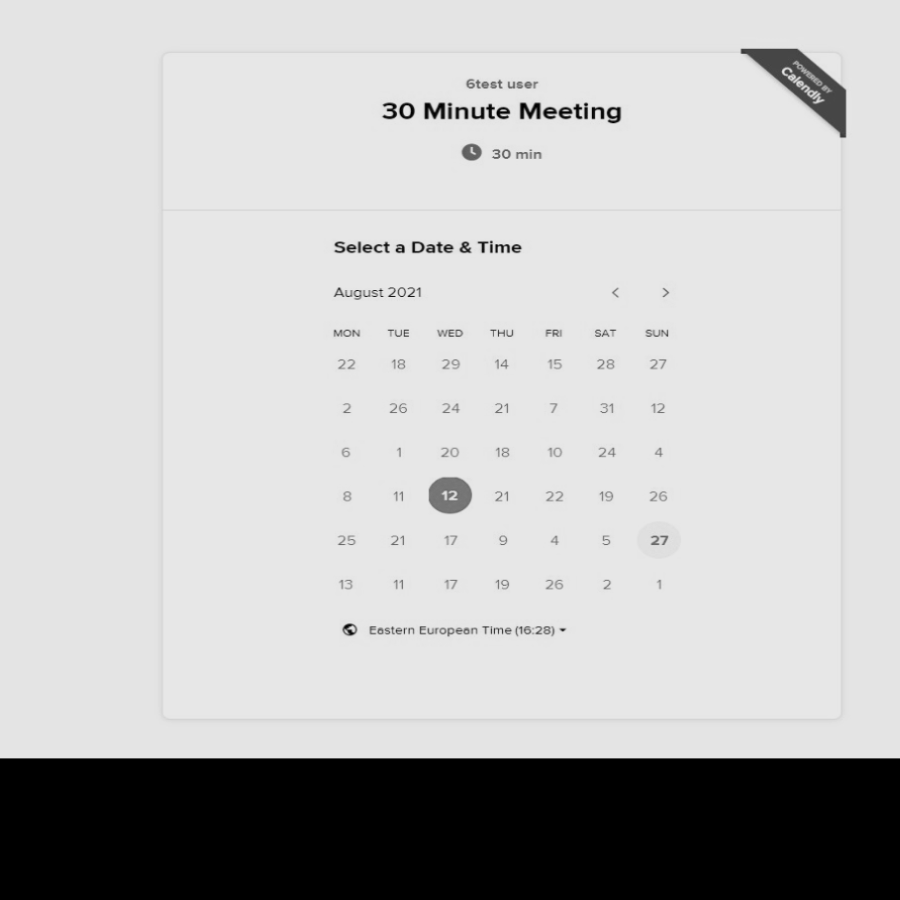 POWERED BY
Calendly
6test user
30 Minute Meeting
30 min
Select a Date & Time
August 2021
MON TUE WED THU FRI SAT SUN
22 18 29 14 15 28 27
2 26 24 21 7 31 12
6 1 20 18 10 24 4
8 11 12 21 22 19 26
25 21 17 9 4 5 27
13 11 17 19 26 2 1
Eastern European Time (16:28)